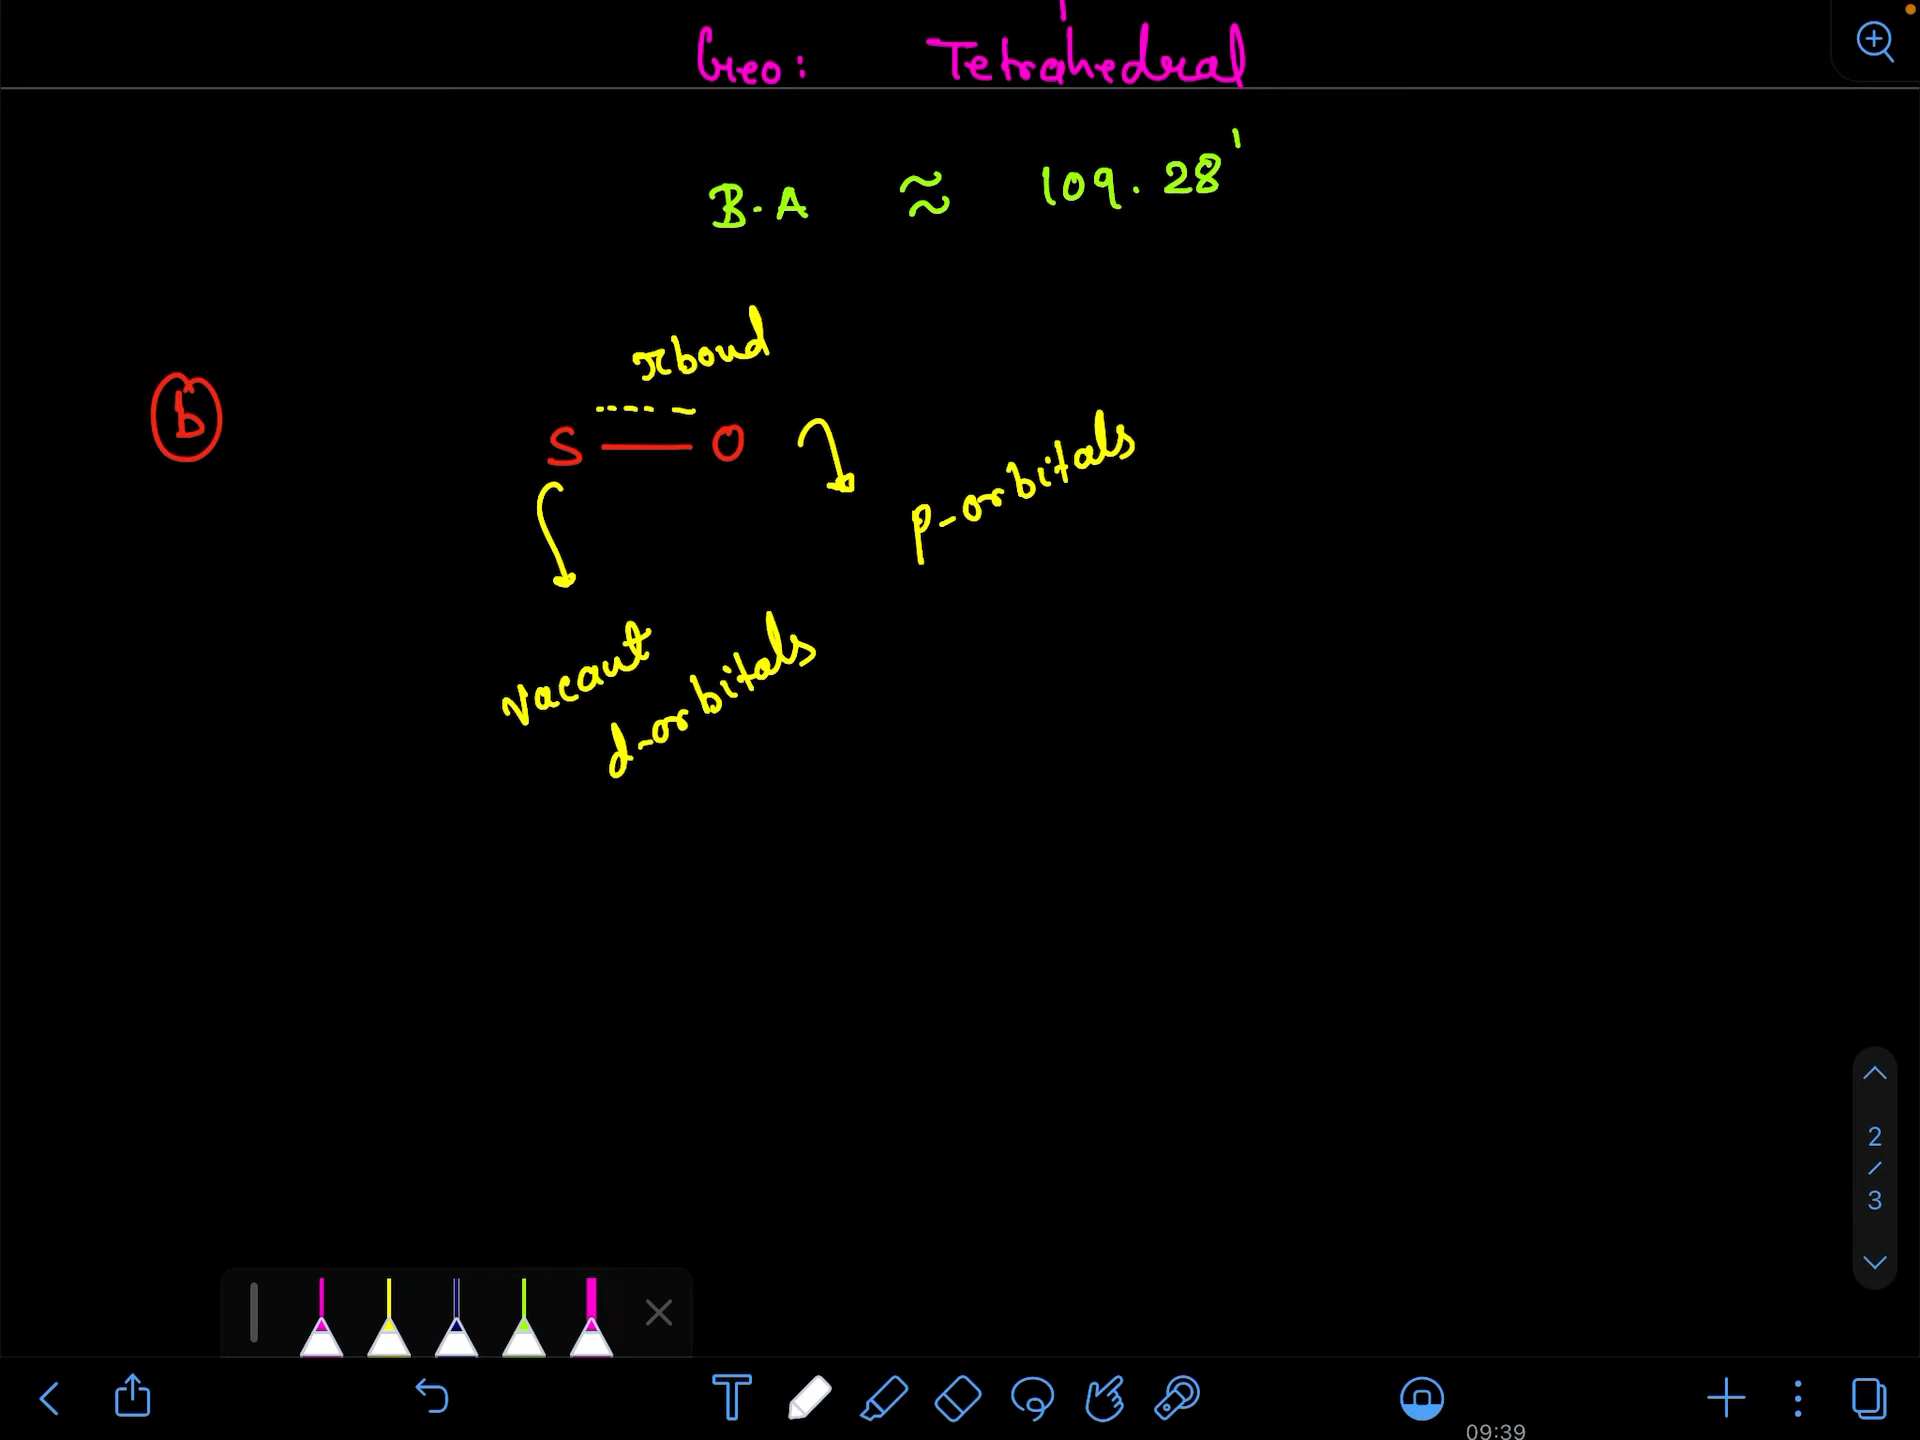 Geo: Tetrahedral
B.A ≈ 109.28'
π bond
b
S — O
p-orbitals
vacant
d-orbitals
2
/
3
T
09:39